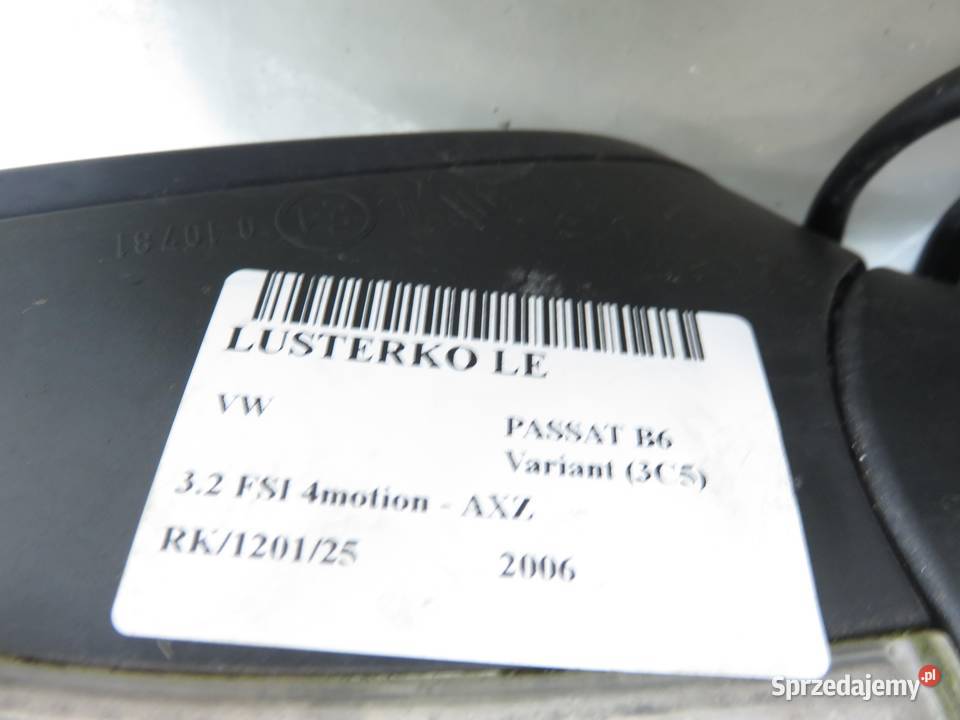 LUSTERKO LE
VW
PASSAT B6
Variant (3C5)
3.2 FSI 4motion - AXZ
RK/1201/25
2006
Sprzedajemy.pl